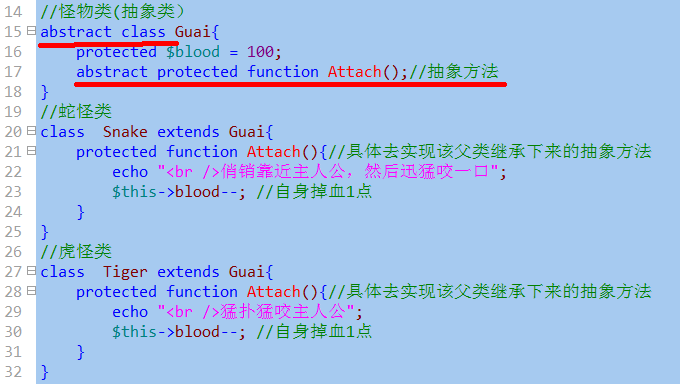 14 //怪物类(抽象类)
15 abstract class Guai{
16     protected $blood = 100;
17     abstract protected function Attach();//抽象方法
18 }
19 //蛇怪类
20 class  Snake extends Guai{
21     protected function Attach(){//具体去实现该父类继承下来的抽象方法
22         echo "<br />俏销靠近主人公，然后迅猛咬一口";
23         $this->blood--; //自身掉血1点
24     }
25 }
26 //虎怪类
27 class  Tiger extends Guai{
28     protected function Attach(){//具体去实现该父类继承下来的抽象方法
29         echo "<br />猛扑猛咬主人公";
30         $this->blood--; //自身掉血1点
31     }
32 }